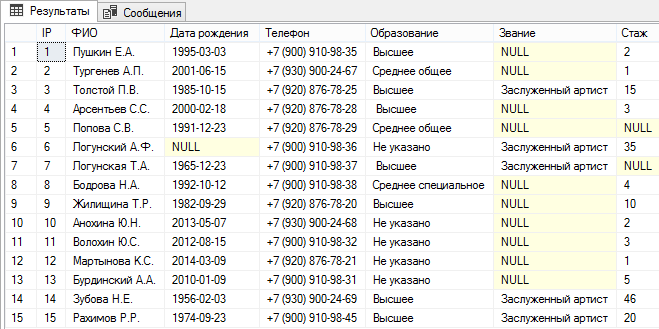 Результаты Сообщения
IP ФИО Дата рождения Телефон Образование Звание Стаж
1 1 Пушкин Е.А. 1995-03-03 +7 (900) 910-98-35 Высшее NULL 2
2 2 Тургенев А.П. 2001-06-15 +7 (930) 900-24-67 Среднее общее NULL 1
3 3 Толстой П.В. 1985-10-15 +7 (920) 876-78-25 Высшее Заслуженный артист 15
4 4 Арсентьев С.С. 2000-02-18 +7 (920) 876-78-28 Высшее NULL 3
5 5 Попова С.В. 1991-12-23 +7 (920) 876-78-29 Среднее общее NULL NULL
6 6 Логунский А.Ф. NULL +7 (900) 910-98-36 Не указано Заслуженный артист 35
7 7 Логунская Т.А. 1965-12-23 +7 (900) 910-98-37 Высшее Заслуженный артист NULL
8 8 Бодрова Н.А. 1992-10-12 +7 (900) 910-98-38 Среднее специальное NULL 4
9 9 Жилищина Т.Р. 1982-09-29 +7 (920) 876-78-20 Высшее NULL 10
10 10 Анохина Ю.Н. 2013-05-07 +7 (930) 900-24-68 Не указано NULL 2
11 11 Волохин Ю.С. 2012-08-15 +7 (900) 910-98-32 Не указано NULL 3
12 12 Мартынова К.С. 2014-03-09 +7 (920) 876-78-21 Не указано NULL 1
13 13 Бурдинский А.А. 2010-01-09 +7 (900) 910-98-31 Не указано NULL 5
14 14 Зубова Н.Е. 1956-02-03 +7 (930) 900-24-69 Высшее Заслуженный артист 46
15 15 Рахимов Р.Р. 1974-09-23 +7 (900) 910-98-45 Высшее Заслуженный артист 20